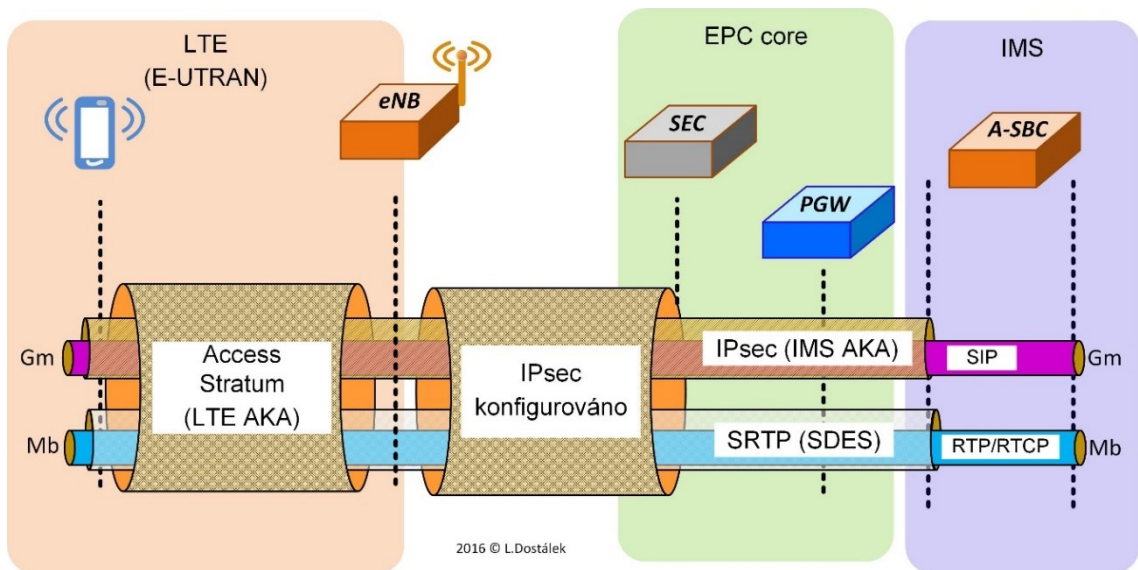 LTE
(E-UTRAN)
EPC core
IMS
eNB
SEC
A-SBC
PGW
Gm
Access
Stratum
(LTE AKA)
IPsec
konfigurováno
IPsec (IMS AKA)
SIP
Gm
Mb
SRTP (SDES)
RTP/RTCP
Mb
2016 © L.Dostálek